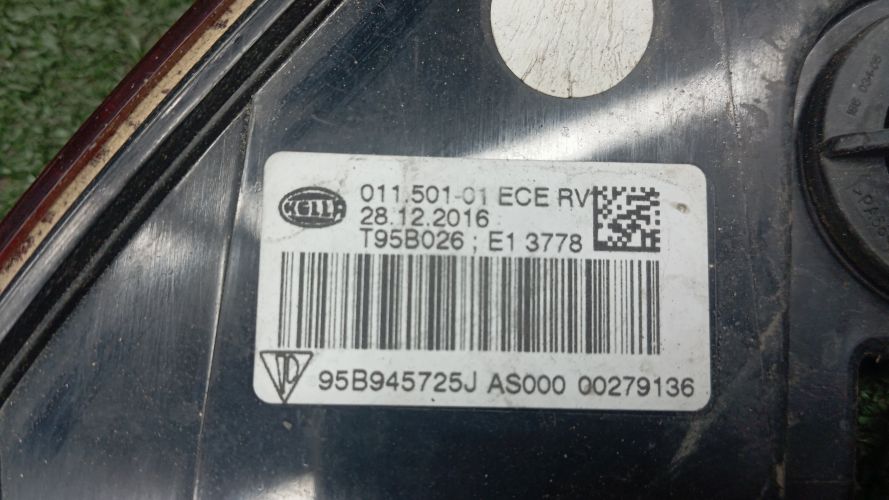 HELLA
011.501-01 ECE RV
28.12.2016
T95B026 ; E1 3778
95B945725J AS000 00279136